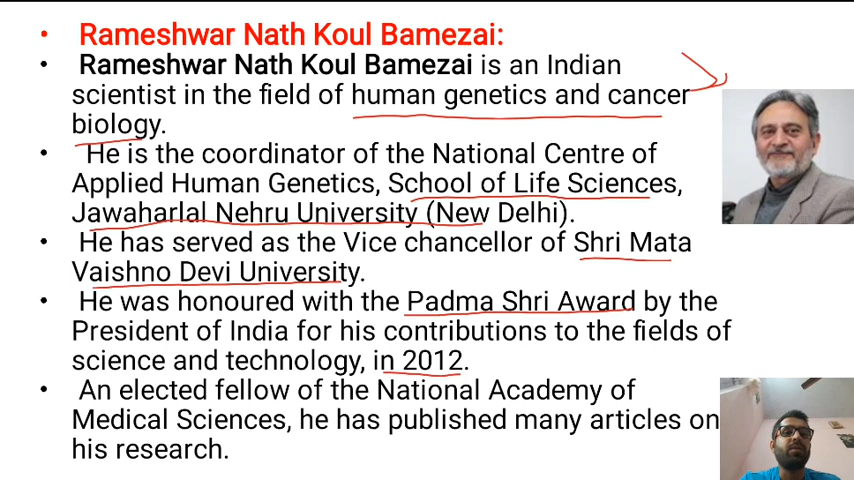 • Rameshwar Nath Koul Bamezai:
• Rameshwar Nath Koul Bamezai is an Indian
scientist in the field of human genetics and cancer
biology.
• He is the coordinator of the National Centre of
Applied Human Genetics, School of Life Sciences,
Jawaharlal Nehru University (New Delhi).
• He has served as the Vice chancellor of Shri Mata
Vaishno Devi University.
• He was honoured with the Padma Shri Award by the
President of India for his contributions to the fields of
science and technology, in 2012.
• An elected fellow of the National Academy of
Medical Sciences, he has published many articles on
his research.